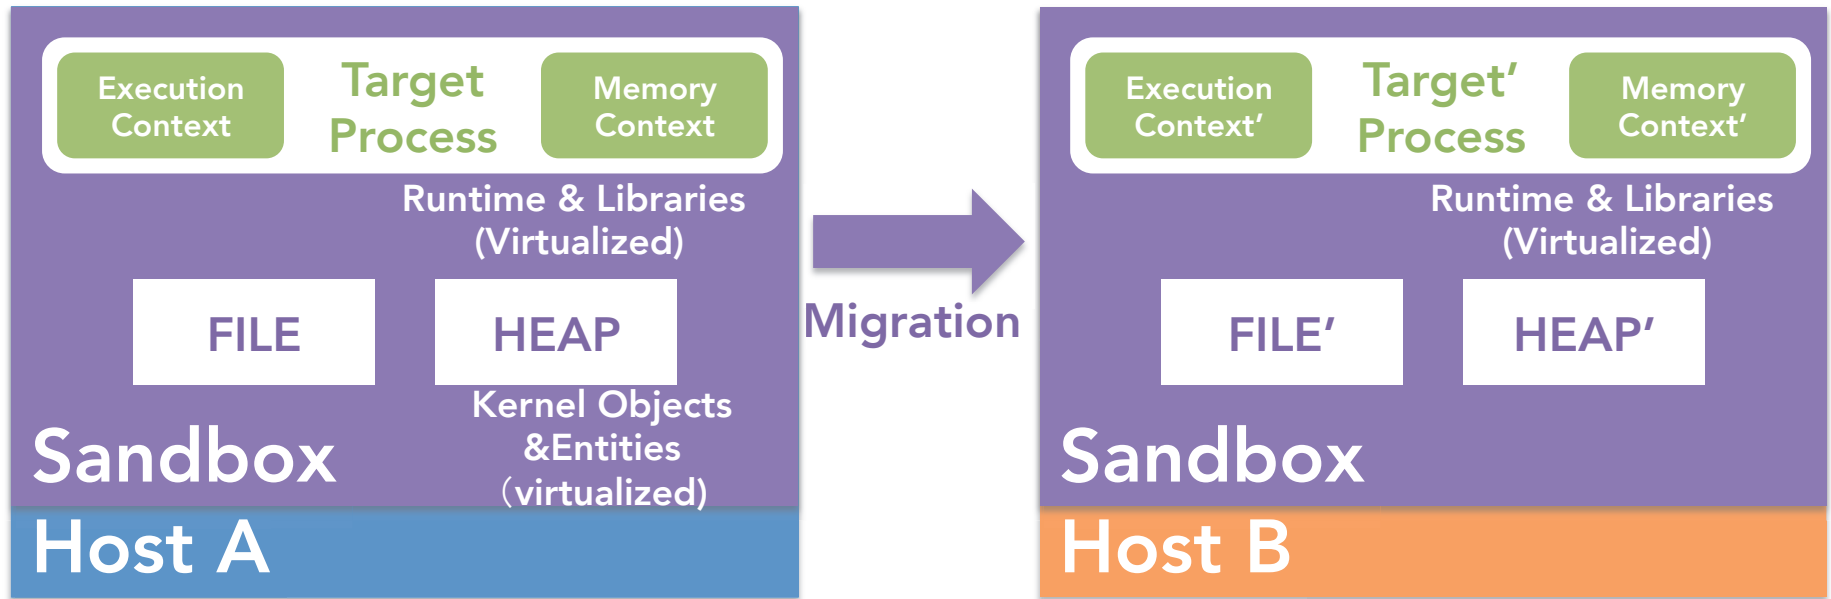 Execution
Context
Target
Process
Memory
Context
Runtime & Libraries
(Virtualized)
FILE
HEAP
Kernel Objects
&Entities
（virtualized)
Sandbox
Host A
Migration
Execution
Context’
Target’
Process
Memory
Context’
Runtime & Libraries
(Virtualized)
FILE’
HEAP’
Sandbox
Host B